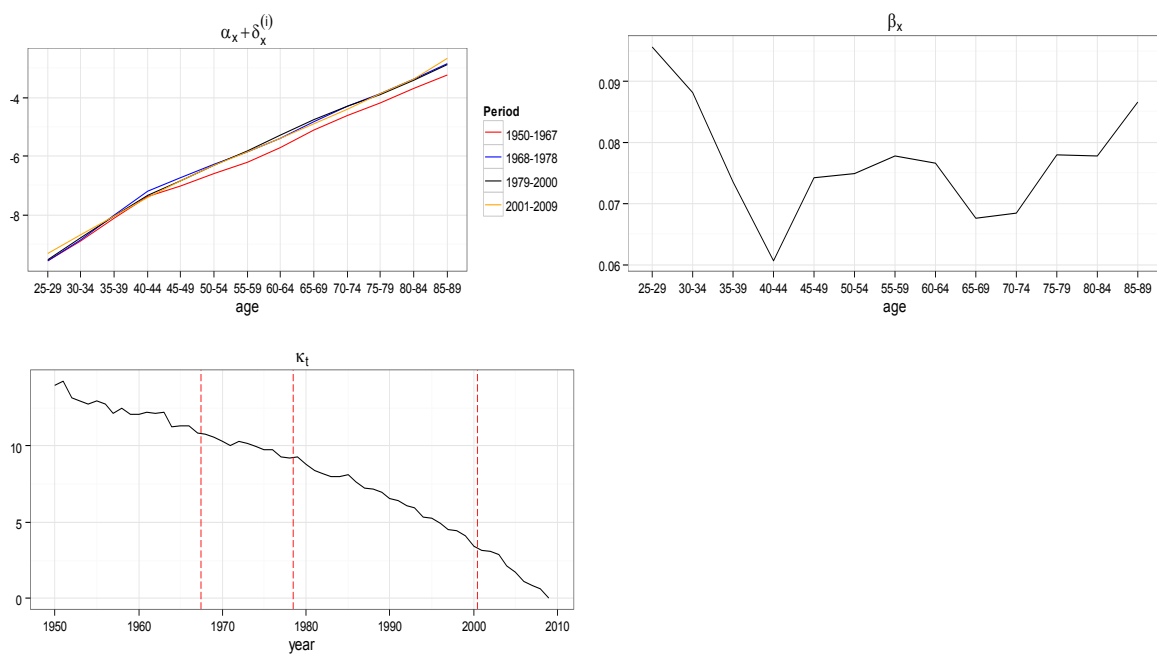 α_x + δ_x^(i)
-4
-6
-8
25-29 30-34 35-39 40-44 45-49 50-54 55-59 60-64 65-69 70-74 75-79 80-84 85-89
age
Period
1950-1967
1968-1978
1979-2000
2001-2009
β_x
0.09
0.08
0.07
0.06
25-29 30-34 35-39 40-44 45-49 50-54 55-59 60-64 65-69 70-74 75-79 80-84 85-89
age
κ_t
10
5
0
1950 1960 1970 1980 1990 2000 2010
year